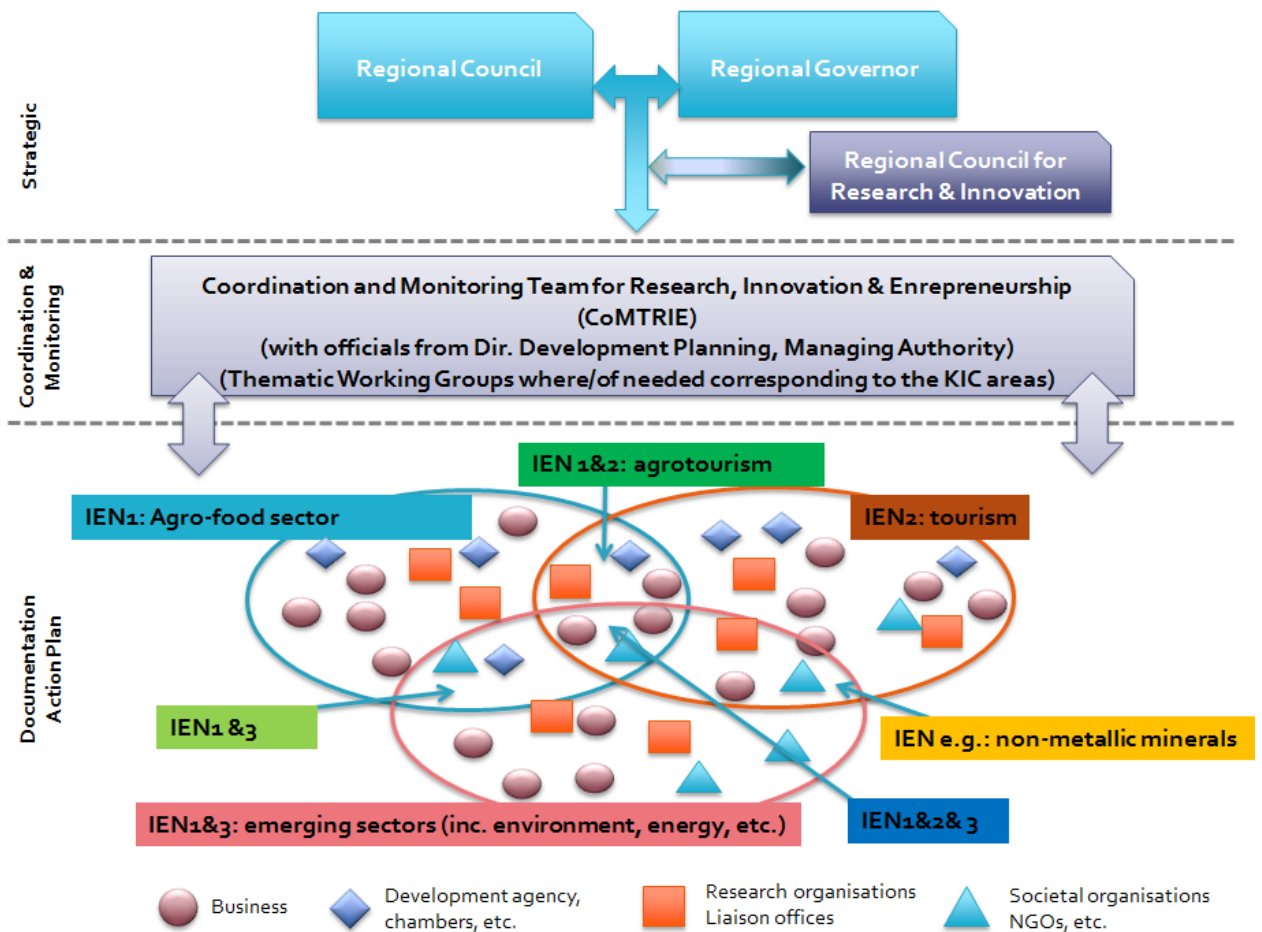 Regional Council
Regional Governor
Strategic
Regional Council for
Research & Innovation
Coordination &
Monitoring
Coordination and Monitoring Team for Research, Innovation & Enrepreneurship
(CoMTRIE)
(with officials from Dir. Development Planning, Managing Authority)
(Thematic Working Groups where/of needed corresponding to the KIC areas)
Documentation
Action Plan
IEN 1&2: agrotourism
IEN1: Agro-food sector
IEN2: tourism
IEN1 &3
IEN e.g.: non-metallic minerals
IEN1&3: emerging sectors (inc. environment, energy, etc.)
IEN1&2& 3
Business
Development agency,
chambers, etc.
Research organisations
Liaison offices
Societal organisations
NGOs, etc.